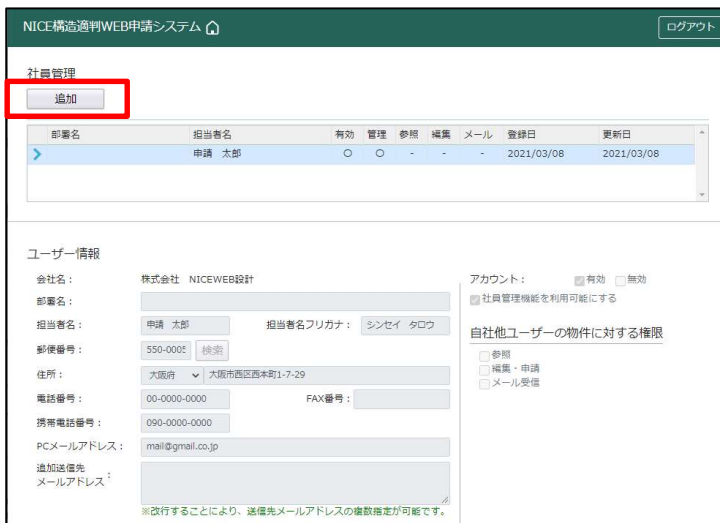 NICE構造適判WEB申請システム
ログアウト
社員管理
追加
部署名 担当者名 有効 管理 参照 編集 メール 登録日 更新日
申請 太郎 ○ ○ - - - 2021/03/08 2021/03/08
ユーザー情報
会社名： 株式会社 NICEWEB設計
部署名：
担当者名： 申請 太郎 担当者名フリガナ： シンセイ タロウ
郵便番号： 550-0005 検索
住所： 大阪府 大阪市西区西本町1-7-29
電話番号： 00-0000-0000 FAX番号：
携帯電話番号： 090-0000-0000
PCメールアドレス： mail@gmail.co.jp
追加送信先
メールアドレス：
※改行することにより、送信先メールアドレスの複数指定が可能です。
アカウント： 有効 無効
社員管理機能を利用可能にする
自社他ユーザーの物件に対する権限
参照
編集・申請
メール受信